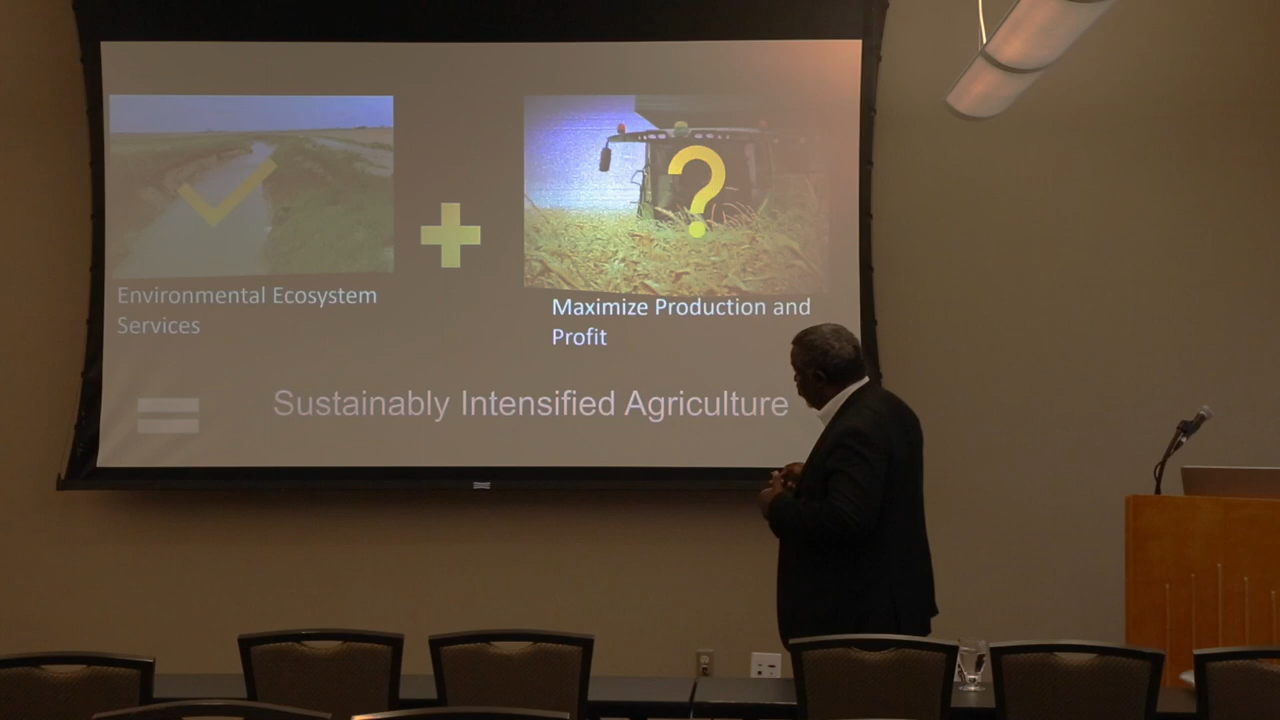 ?
Environmental Ecosystem
Services
+
Maximize Production and
Profit
= Sustainably Intensified Agriculture